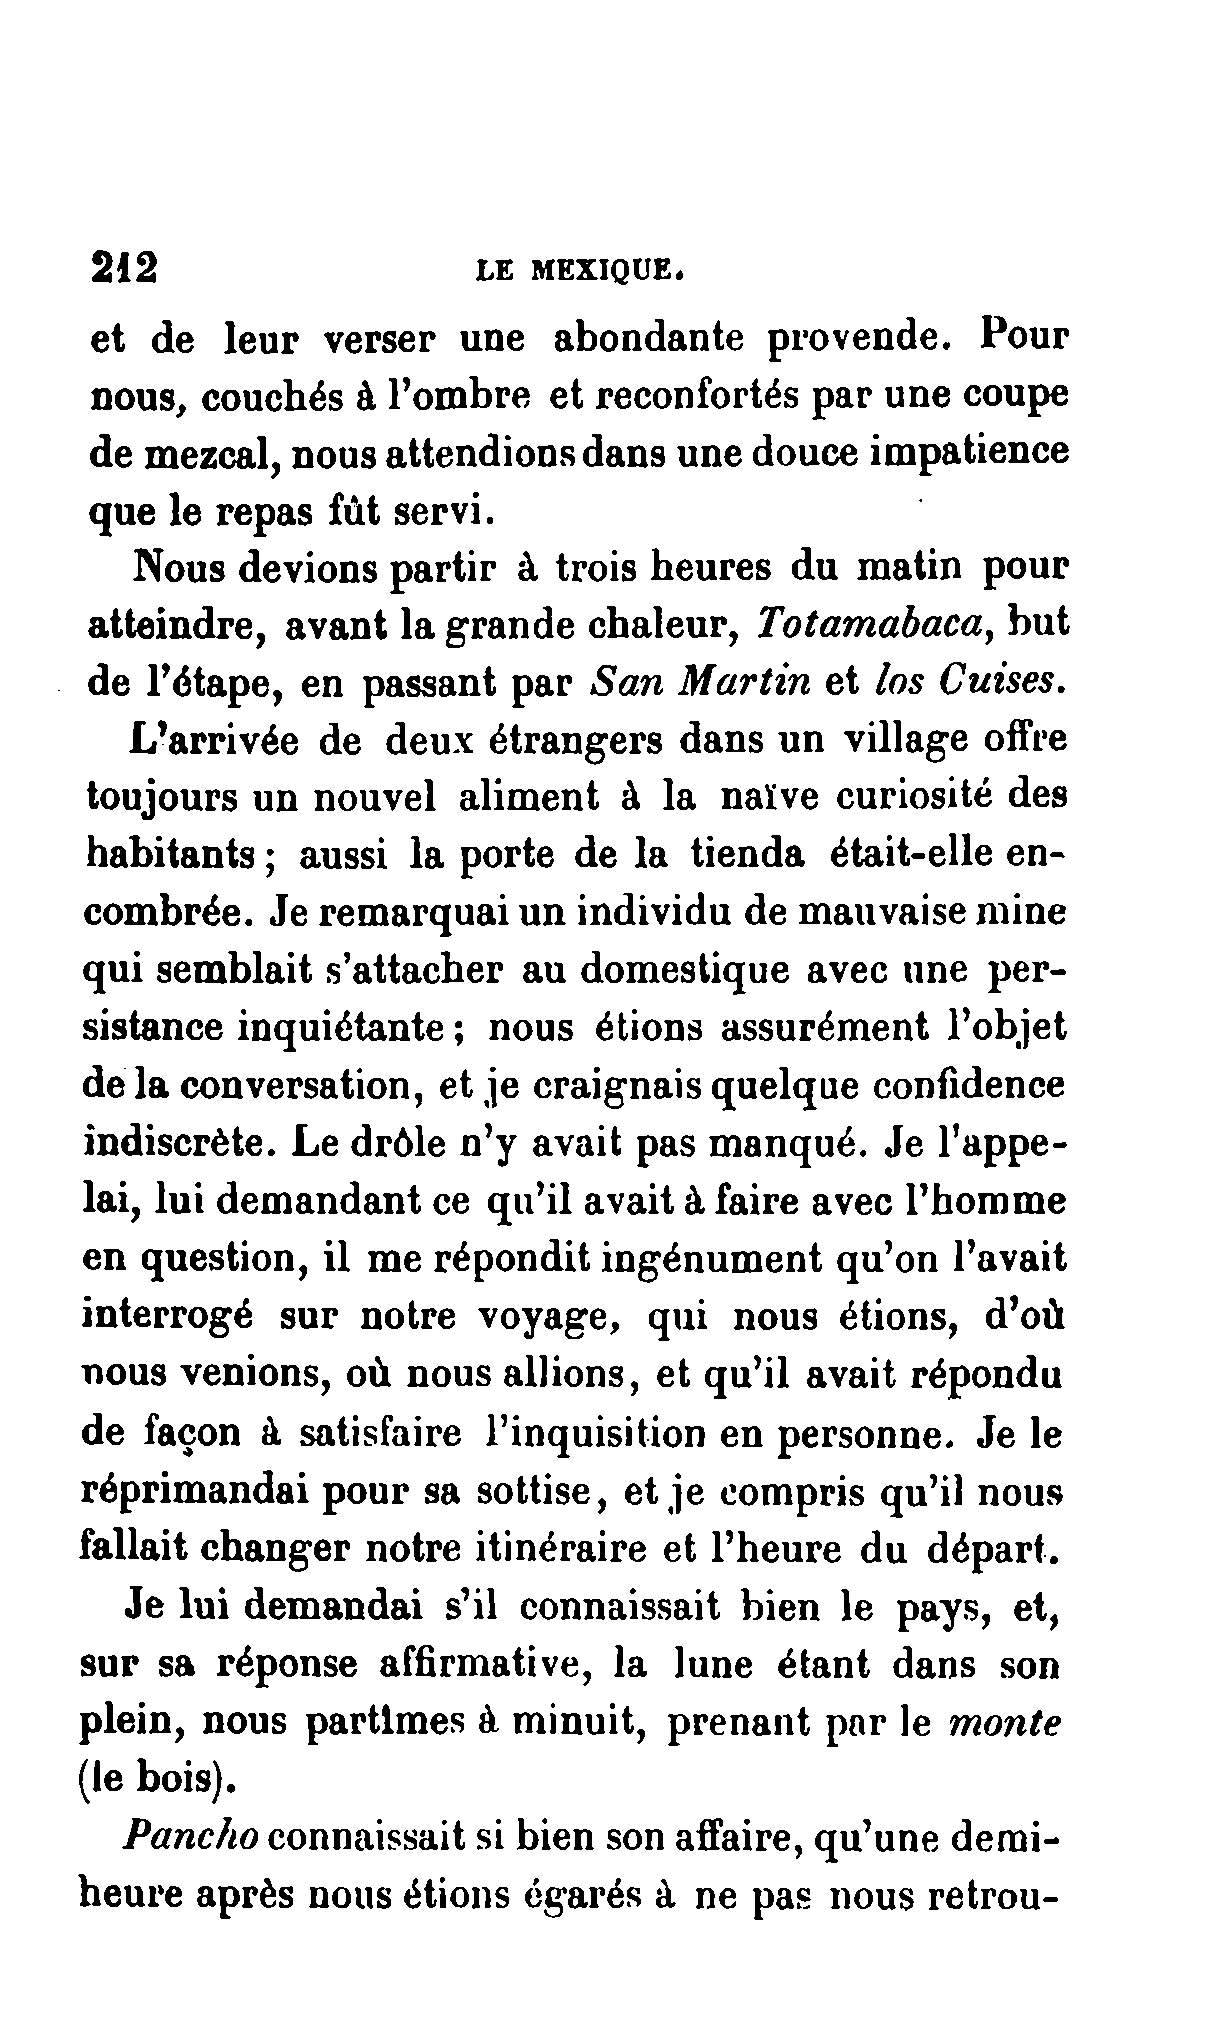 212 LE MEXIQUE.
et de leur verser une abondante provende. Pour
nous, couchés à l'ombre et reconfortés par une coupe
de mezcal, nous attendions dans une douce impatience
que le repas fût servi.
Nous devions partir à trois heures du matin pour
atteindre, avant la grande chaleur, Totamabaca, but
de l'étape, en passant par San Martin et los Cuises.
L'arrivée de deux étrangers dans un village offre
toujours un nouvel aliment à la naïve curiosité des
habitants ; aussi la porte de la tienda était-elle en-
combrée. Je remarquai un individu de mauvaise mine
qui semblait s'attacher au domestique avec une per-
sistance inquiétante ; nous étions assurément l'objet
de la conversation, et je craignais quelque confidence
indiscrète. Le drôle n'y avait pas manqué. Je l'appe-
lai, lui demandant ce qu'il avait à faire avec l'homme
en question, il me répondit ingénument qu'on l'avait
interrogé sur notre voyage, qui nous étions, d'où
nous venions, où nous allions, et qu'il avait répondu
de façon à satisfaire l'inquisition en personne. Je le
réprimandai pour sa sottise, et je compris qu'il nous
fallait changer notre itinéraire et l'heure du départ.
Je lui demandai s'il connaissait bien le pays, et,
sur sa réponse affirmative, la lune étant dans son
plein, nous partîmes à minuit, prenant par le monte
(le bois).
Pancho connaissait si bien son affaire, qu'une demi-
heure après nous étions égarés à ne pas nous retrou-